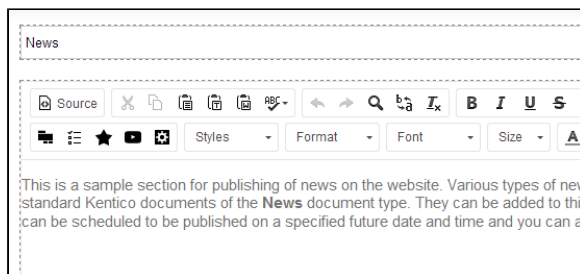 News
Source ABC
b a Ix B I U S
Styles Format Font Size A
This is a sample section for publishing of news on the website. Various types of
standard Kentico documents of the News document type. They can be added to
can be scheduled to be published on a specified future date and time and you can